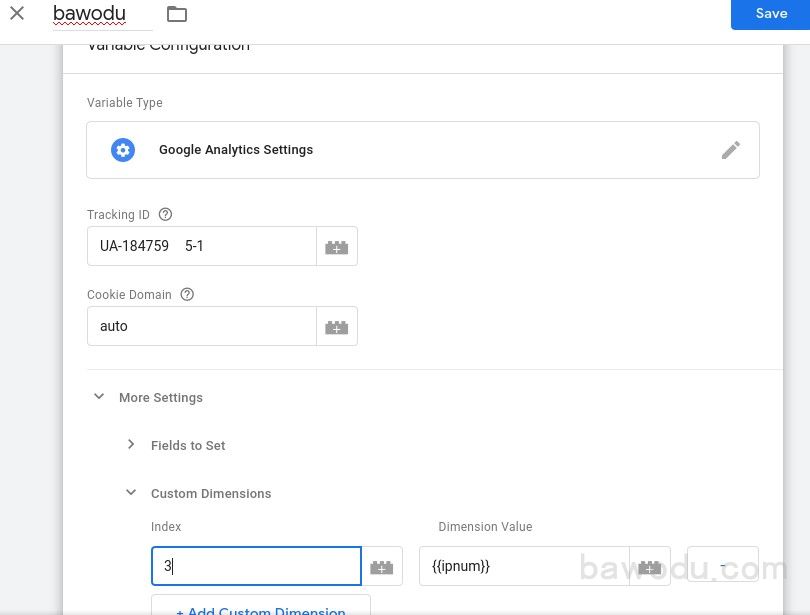 bawodu
Save
Variable Configuration
Variable Type
Google Analytics Settings
Tracking ID
UA-184759 5-1
Cookie Domain
auto
More Settings
Fields to Set
Custom Dimensions
Index Dimension Value
3 {{ipnum}} -
+ Add Custom Dimension
bawodu.com